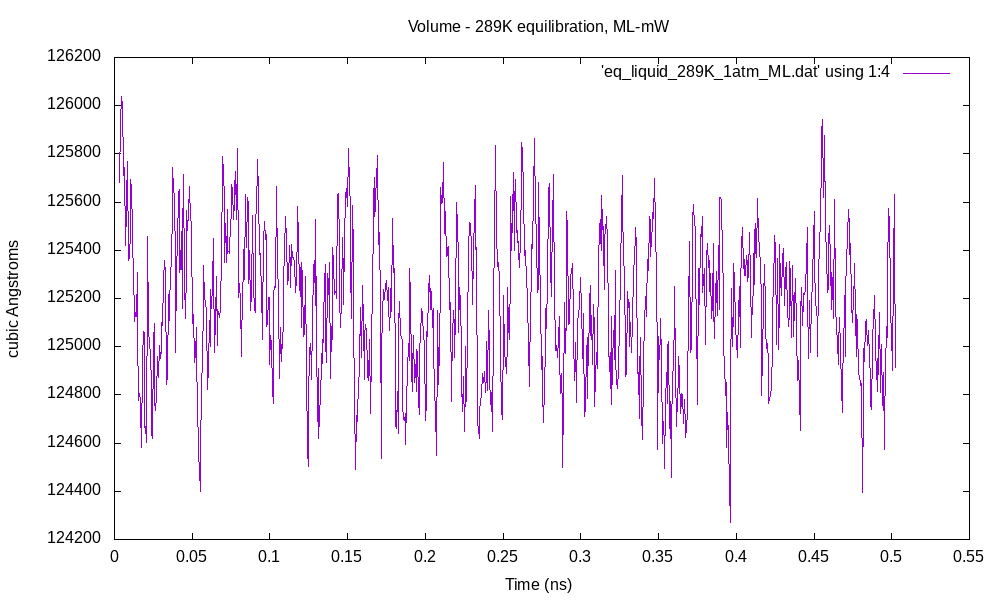 Volume - 289K equilibration, ML-mW
'eq_liquid_289K_1atm_ML.dat' using 1:4
cubic Angstroms
126200
126000
125800
125600
125400
125200
125000
124800
124600
124400
124200
0 0.05 0.1 0.15 0.2 0.25 0.3 0.35 0.4 0.45 0.5 0.55
Time (ns)